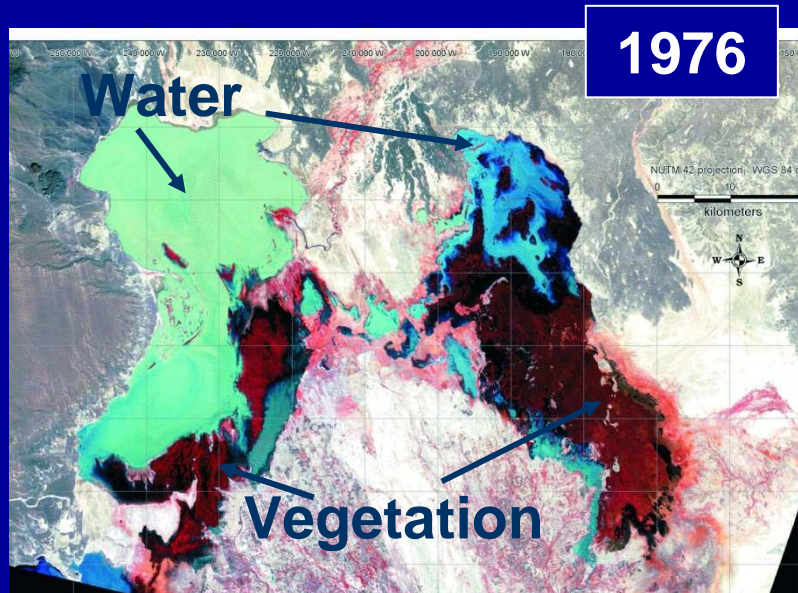 1976
250 000 W 240 000 W 230 000 W 220 000 W 210 000 W 200 000 W 190 000 W
Water
NUTM 42 projection, WGS 84
0 10
kilometers
N
W E
S
Vegetation